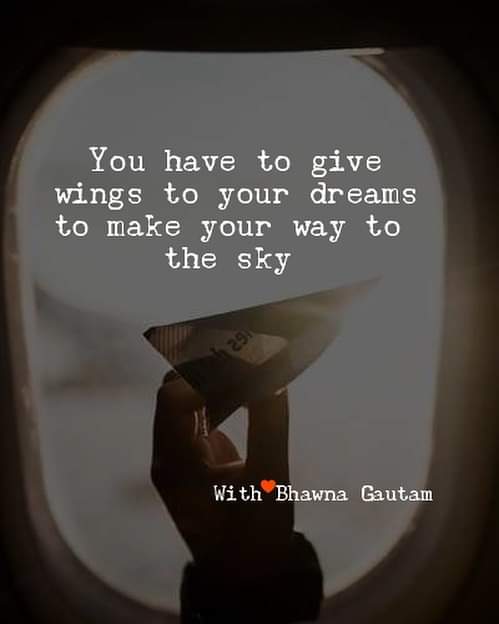 You have to give
wings to your dreams
to make your way to
the sky
With❤Bhawna Gautam